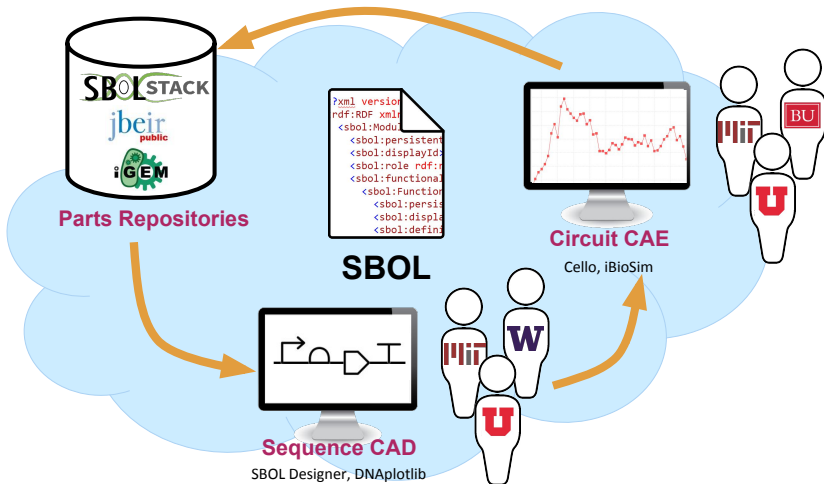 SBOLSTACK
jbeir
public
iGEM
Parts Repositories
?xml version
rdf:RDF xmln
<sbol:Modul
<sbol:persistent
<sbol:displayId>
<sbol:role rdf:r
<sbol:functional
<sbol:Function
<sbol:persis
<sbol:displa
<sbol:defini
SBOL
MIT
BU
U
Circuit CAE
Cello, iBioSim
MIT
W
U
Sequence CAD
SBOL Designer, DNAplotlib